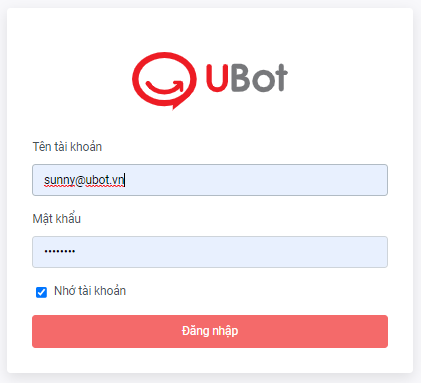 UBot
Tên tài khoản
sunny@ubot.vn
Mật khẩu
••••••••
Nhớ tài khoản
Đăng nhập